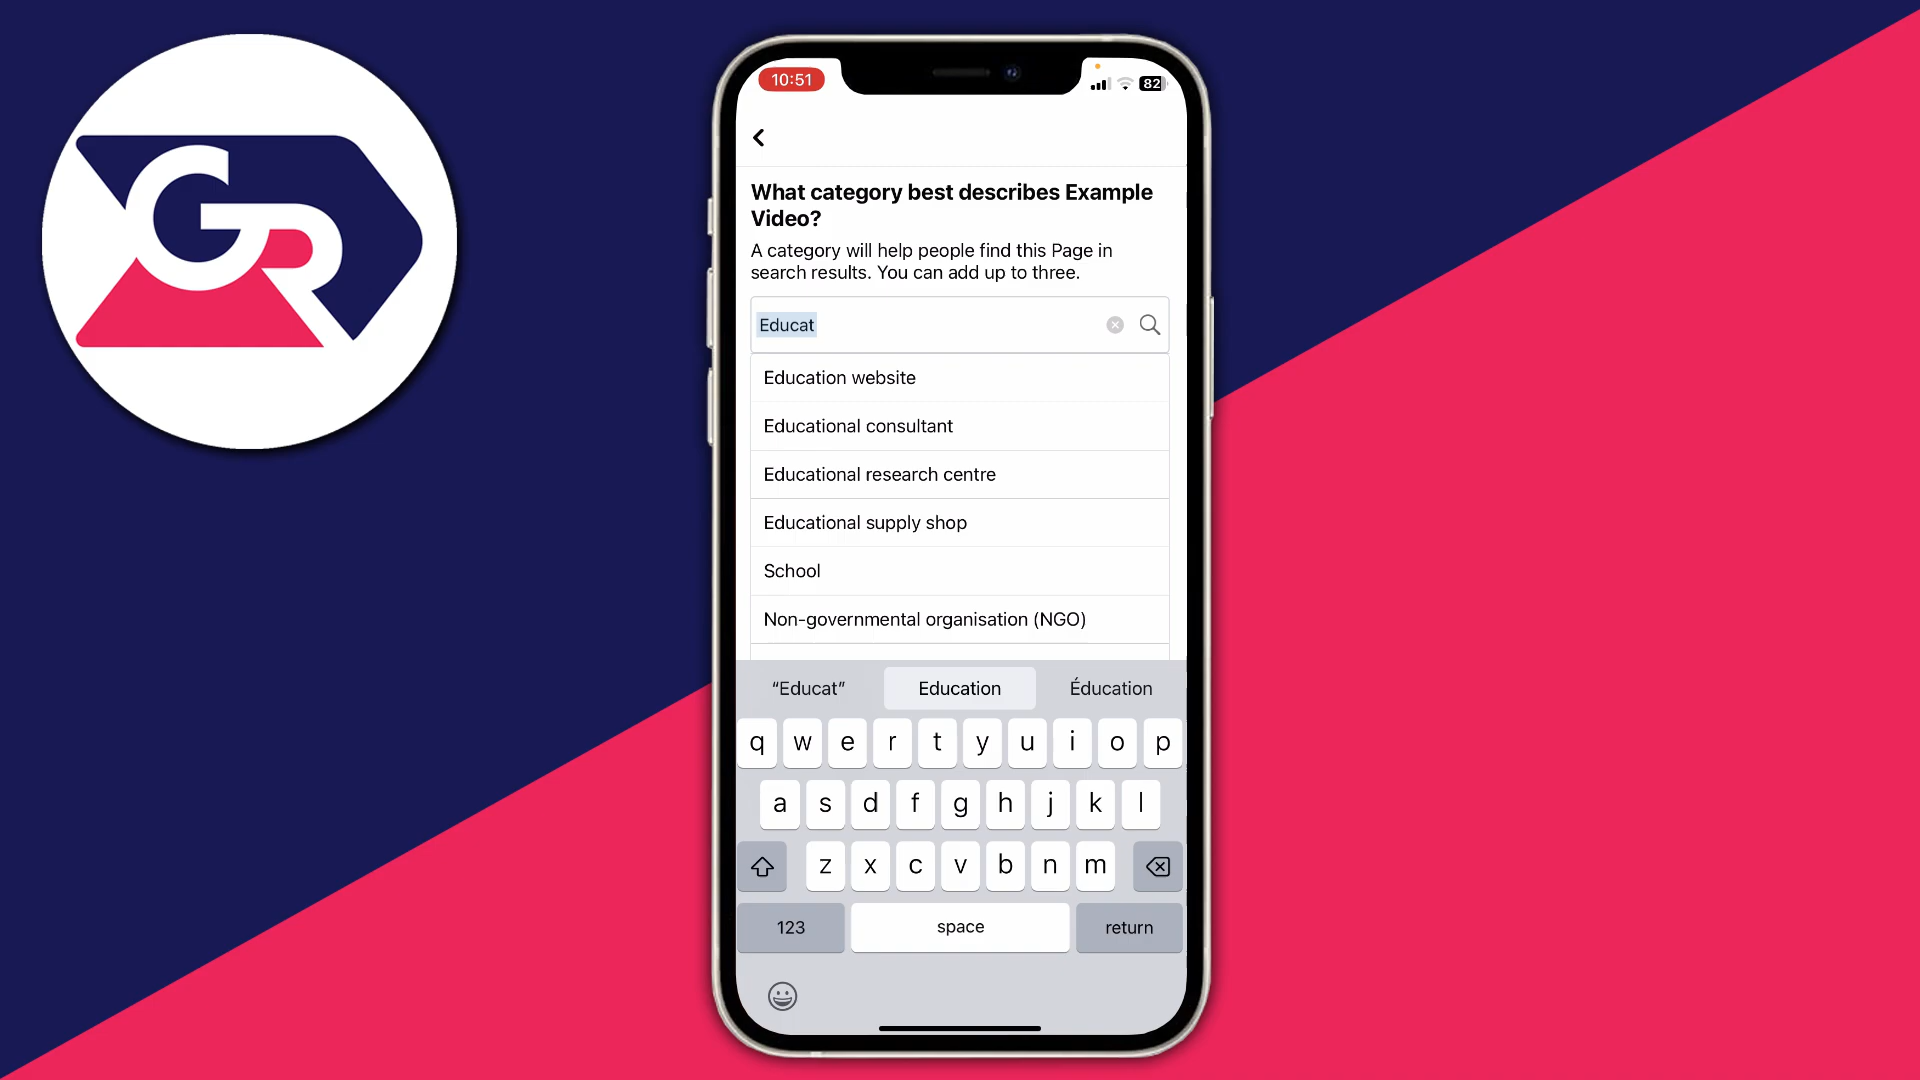 GR
10:51
82
What category best describes Example
Video?
A category will help people find this Page in
search results. You can add up to three.
Educat
Education website
Educational consultant
Educational research centre
Educational supply shop
School
Non-governmental organisation (NGO)
“Educat” Education Éducation
q w e r t y u i o p
a s d f g h j k l
z x c v b n m
123 space return